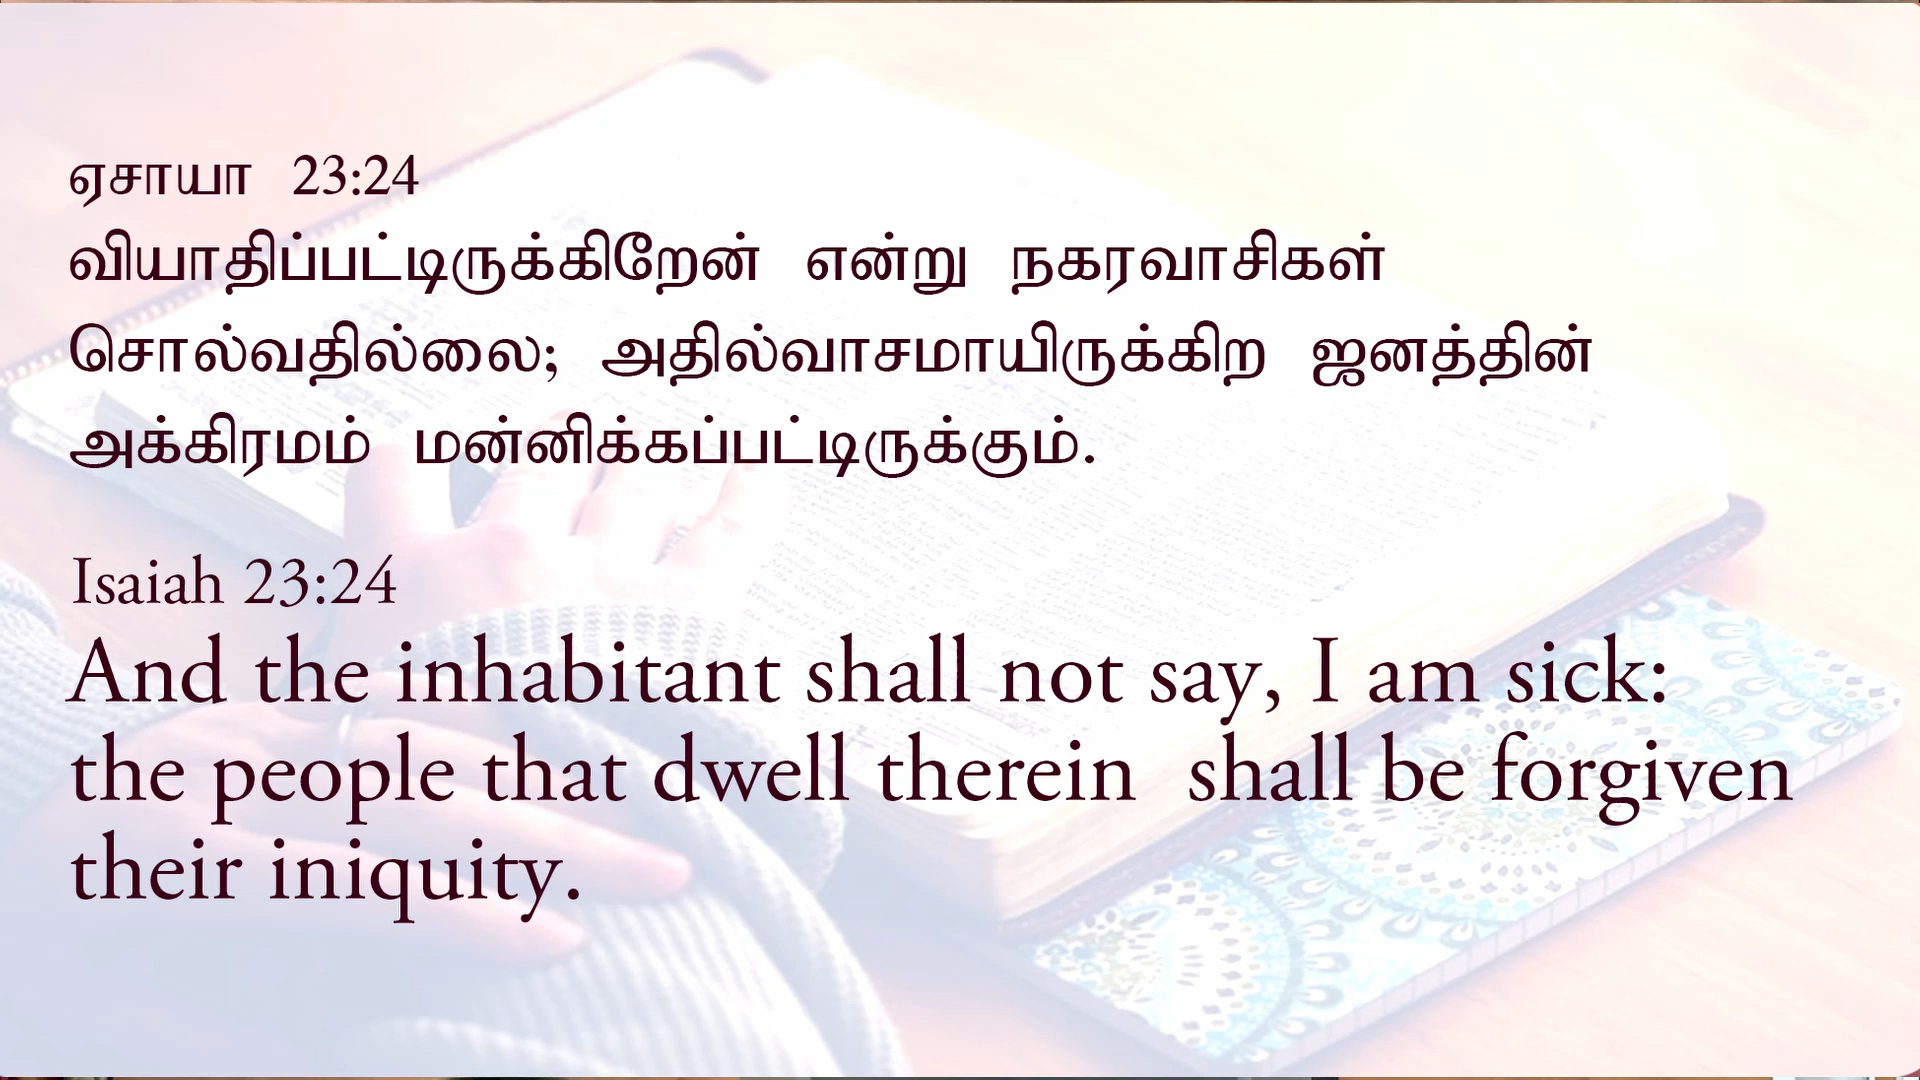 ஏசாயா 23:24
வியாதிப்பட்டிருக்கிறேன் என்று நகரவாசிகள்
சொல்வதில்லை; அதில்வாசமாயிருக்கிற ஜனத்தின்
அக்கிரமம் மன்னிக்கப்பட்டிருக்கும்.
Isaiah 23:24
And the inhabitant shall not say, I am sick:
the people that dwell therein shall be forgiven
their iniquity.